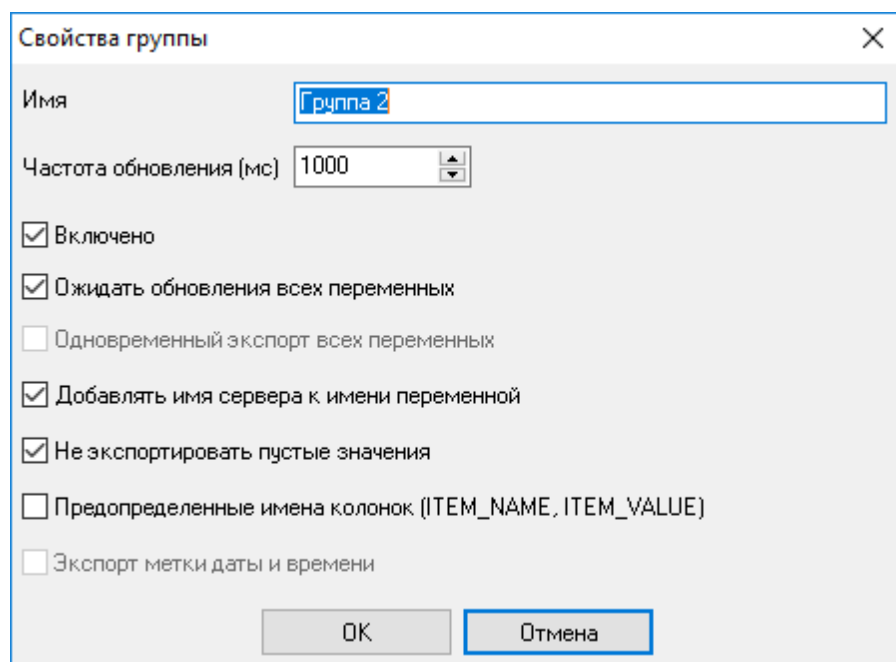 Свойства группы
Имя
Группа 2
Частота обновления (мс) 1000
Включено
Ожидать обновления всех переменных
Одновременный экспорт всех переменных
Добавлять имя сервера к имени переменной
Не экспортировать пустые значения
Предопределенные имена колонок (ITEM_NAME, ITEM_VALUE)
Экспорт метки даты и времени
OK Отмена